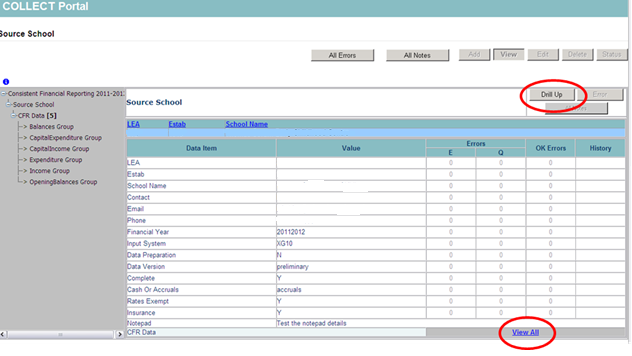 COLLECT Portal
Source School
All Errors All Notes Add View Edit Delete Status
Consistent Financial Reporting 2011-201
Source School
CFR Data [5]
Balances Group
CapitalExpenditure Group
CapitalIncome Group
Expenditure Group
Income Group
OpeningBalances Group
Drill Up Error
Source School
LEA Estab School Name
Data Item Value Errors OK Errors History
E Q
LEA 0 0 0
Estab 0 0 0
School Name 0 0 0
Contact 0 0 0
Email 0 0 0
Phone 0 0 0
Financial Year 20112012 0 0 0
Input System XG10 0 0 0
Data Preparation N 0 0 0
Data Version preliminary 0 0 0
Complete Y 0 0 0
Cash Or Accruals accruals 0 0 0
Rates Exempt Y 0 0 0
Insurance Y 0 0 0
Notepad Test the notepad details
CFR Data View All